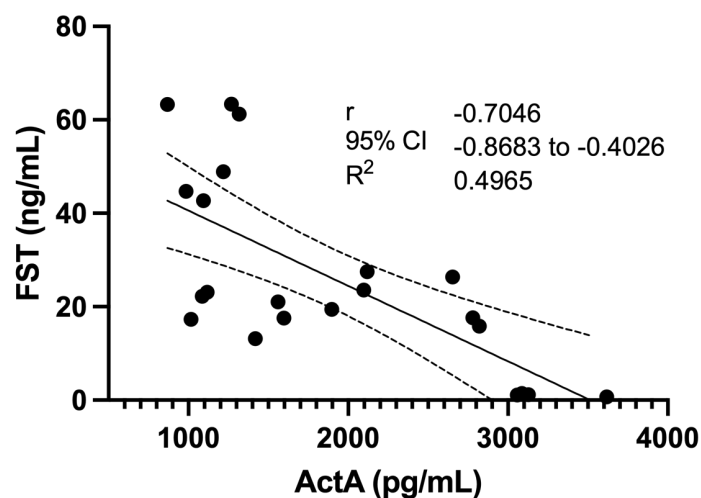 80
60
40
20
0
FST (ng/mL)
r -0.7046
95% CI -0.8683 to -0.4026
R² 0.4965
1000 2000 3000 4000
ActA (pg/mL)